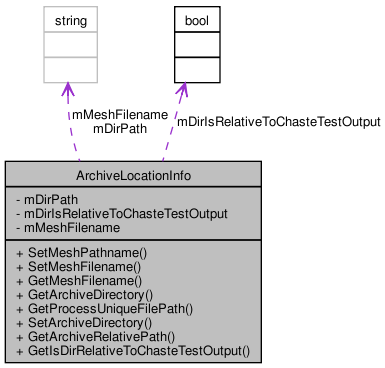 string
bool
mMeshFilename
mDirPath
mDirIsRelativeToChasteTestOutput
ArchiveLocationInfo
- mDirPath
- mDirIsRelativeToChasteTestOutput
- mMeshFilename
+ SetMeshPathname()
+ SetMeshFilename()
+ GetMeshFilename()
+ GetArchiveDirectory()
+ GetProcessUniqueFilePath()
+ SetArchiveDirectory()
+ GetArchiveRelativePath()
+ GetIsDirRelativeToChasteTestOutput()